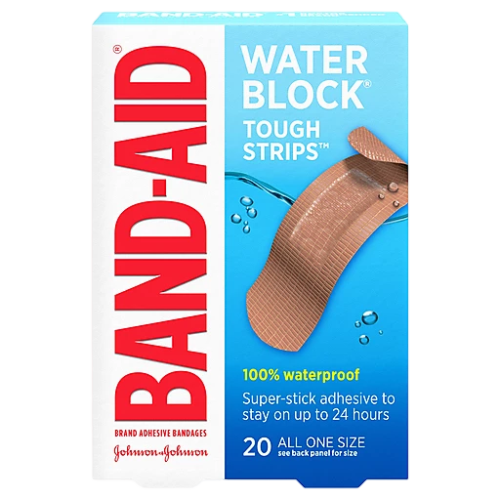 BAND-AID®
BRAND ADHESIVE BANDAGES
Johnson & Johnson
WATER
BLOCK®
TOUGH
STRIPS™
100% waterproof
Super-stick adhesive to
stay on up to 24 hours
20 ALL ONE SIZE
see back panel for size